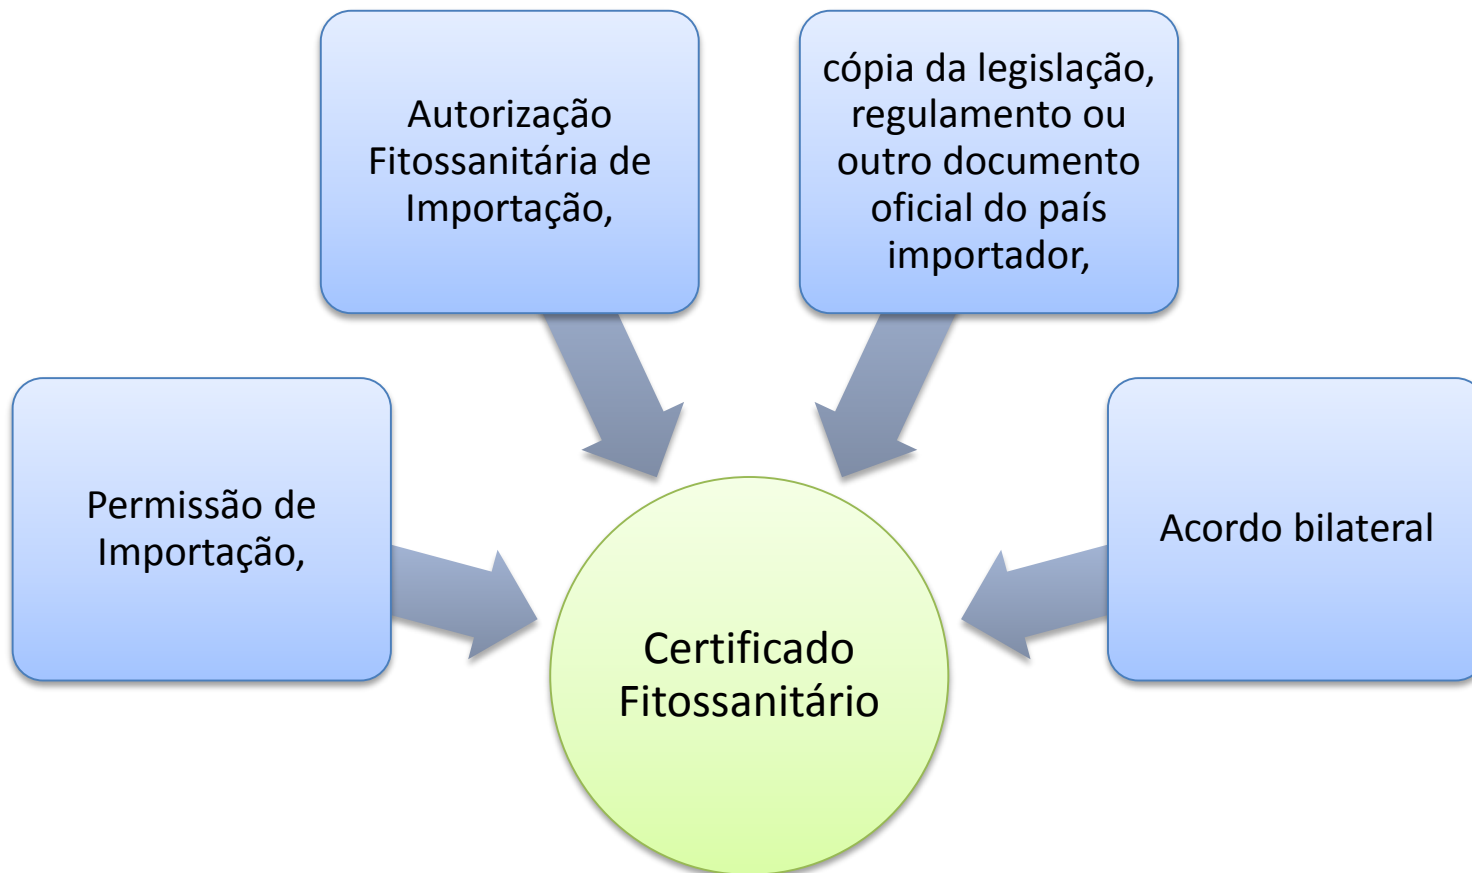 Autorização
Fitossanitária de
Importação,
cópia da legislação,
regulamento ou
outro documento
oficial do país
importador,
Permissão de
Importação,
Acordo bilateral
Certificado
Fitossanitário